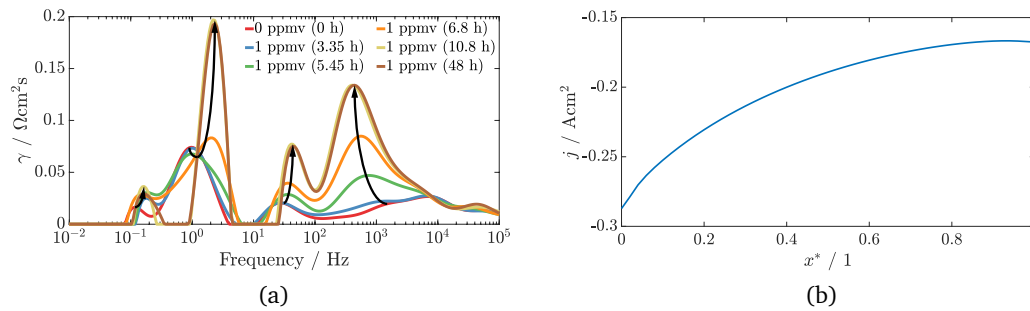 0.2
0.15
0.1
0.05
0
γ / Ωcm²s
0 ppmv (0 h)
1 ppmv (3.35 h)
1 ppmv (5.45 h)
1 ppmv (6.8 h)
1 ppmv (10.8 h)
1 ppmv (48 h)
10⁻² 10⁻¹ 10⁰ 10¹ 10² 10³ 10⁴ 10⁵
Frequency / Hz
(a)
-0.15
-0.2
-0.25
-0.3
j / Acm²
0 0.2 0.4 0.6 0.8
x* / 1
(b)